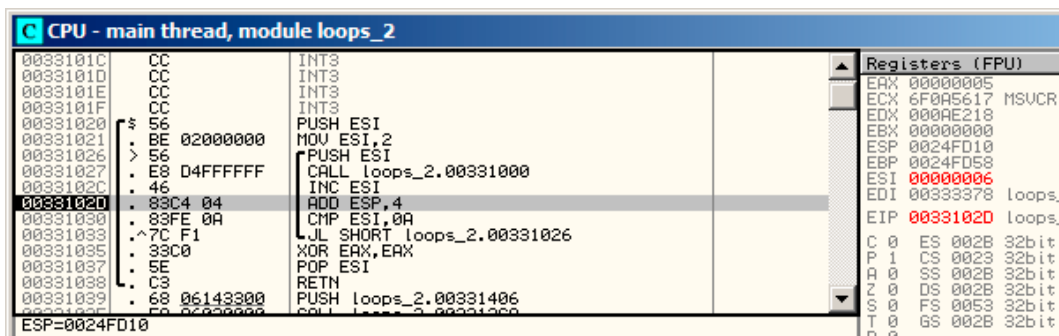 C CPU - main thread, module loops_2
0033101C CC INT3
0033101D CC INT3
0033101E CC INT3
0033101F CC INT3
00331020 $ 56 PUSH ESI
00331021 . BE 02000000 MOV ESI,2
00331026 > 56 PUSH ESI
00331027 . E8 D4FFFFFF CALL loops_2.00331000
0033102C . 46 INC ESI
0033102D . 83C4 04 ADD ESP,4
00331030 . 83FE 0A CMP ESI,0A
00331033 .^7C F1 JL SHORT loops_2.00331026
00331035 . 33C0 XOR EAX,EAX
00331037 . 5E POP ESI
00331038 . C3 RETN
00331039 . 68 06143300 PUSH loops_2.00331406
ESP=0024FD10
Registers (FPU)
EAX 00000005
ECX 6F0A5617 MSVCR
EDX 000AE218
EBX 00000000
ESP 0024FD10
EBP 0024FD58
ESI 00000006
EDI 00333378 loops_
EIP 0033102D loops_
C 0 ES 002B 32bit
P 1 CS 0023 32bit
A 0 SS 002B 32bit
Z 0 DS 002B 32bit
S 0 FS 0053 32bit
T 0 GS 002B 32bit